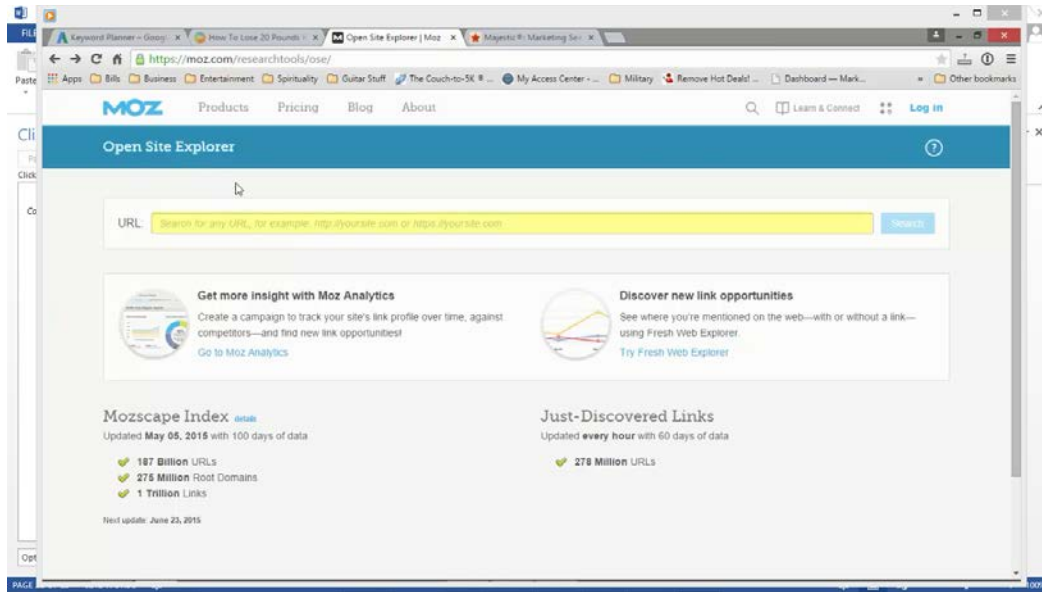 FILE
Keyword Planner – Googl
How To Lose 20 Pounds
Open Site Explorer | Moz
Majestic®: Marketing Se
https://moz.com/researchtools/ose/
Paste
Apps Bills Business Entertainment Spirituality Guitar Stuff The Couch-to-5K ® ... My Access Center - ... Military Remove Hot Deals! ... Dashboard — Mark... » Other bookmarks
MOZ Products Pricing Blog About Learn & Connect Log in
Cli
Open Site Explorer
Click
URL: Search for any URL, for example: http://yoursite.com or https://yoursite.com Search
Get more insight with Moz Analytics
Create a campaign to track your site's link profile over time, against
competitors—and find new link opportunities!
Go to Moz Analytics
Discover new link opportunities
See where you're mentioned on the web—with or without a link—
using Fresh Web Explorer.
Try Fresh Web Explorer
Mozscape Index details
Updated May 05, 2015 with 100 days of data
187 Billion URLs
275 Million Root Domains
1 Trillion Links
Next update: June 23, 2015
Just-Discovered Links
Updated every hour with 60 days of data
278 Million URLs
Opt
PAGE
100%